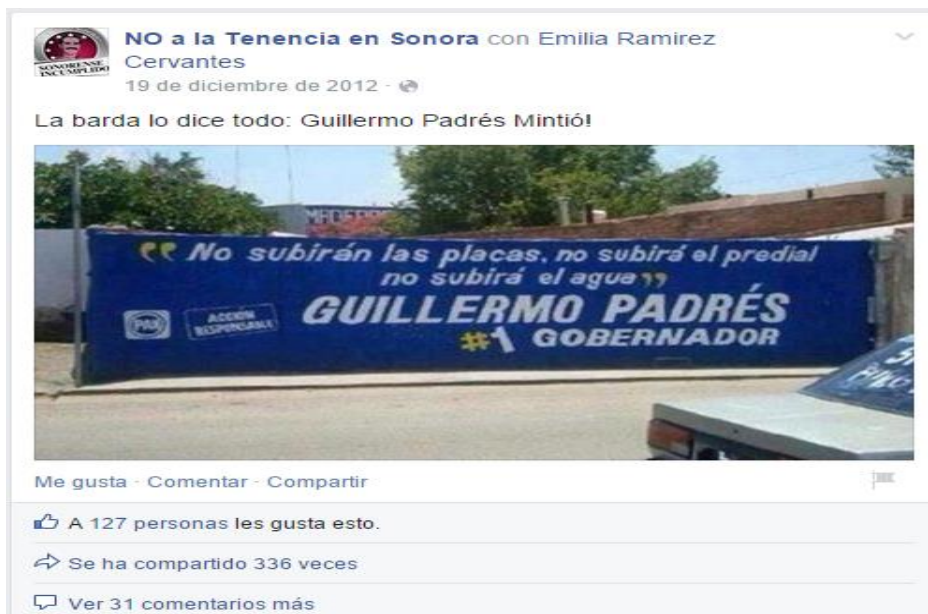 SONORENSE
INCUMPLIDO
NO a la Tenencia en Sonora con Emilia Ramirez
Cervantes
19 de diciembre de 2012 ·
La barda lo dice todo: Guillermo Padrés Mintió!
“ No subirán las placas, no subirá el predial
no subirá el agua ”
GUILLERMO PADRÉS
#1 GOBERNADOR
PAN
ACCIÓN
RESPONSABLE
Me gusta · Comentar · Compartir
A 127 personas les gusta esto.
Se ha compartido 336 veces
Ver 31 comentarios más